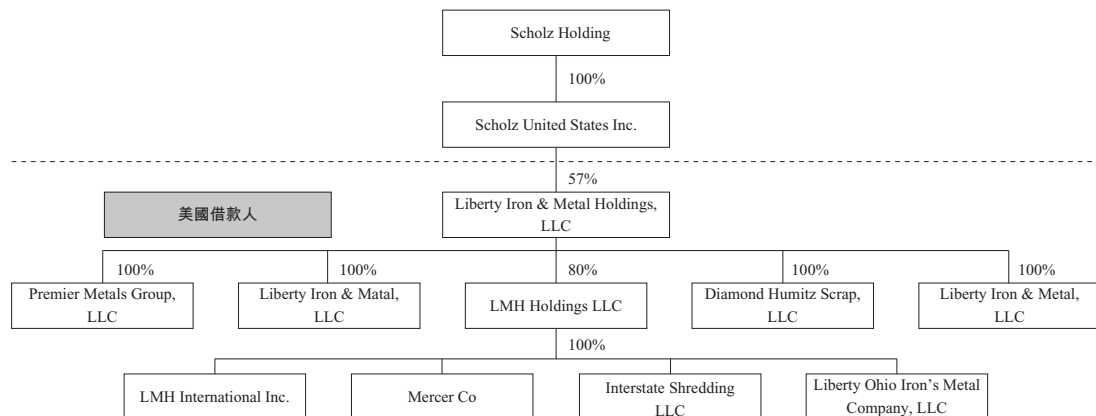 Scholz Holding
100%
Scholz United States Inc.
57%
美國借款人
Liberty Iron & Metal Holdings,
LLC
100%
100%
80%
100%
100%
Premier Metals Group,
LLC
Liberty Iron & Matal,
LLC
LMH Holdings LLC
Diamond Humitz Scrap,
LLC
Liberty Iron & Metal,
LLC
100%
LMH International Inc.
Mercer Co
Interstate Shredding
LLC
Liberty Ohio Iron’s Metal
Company, LLC